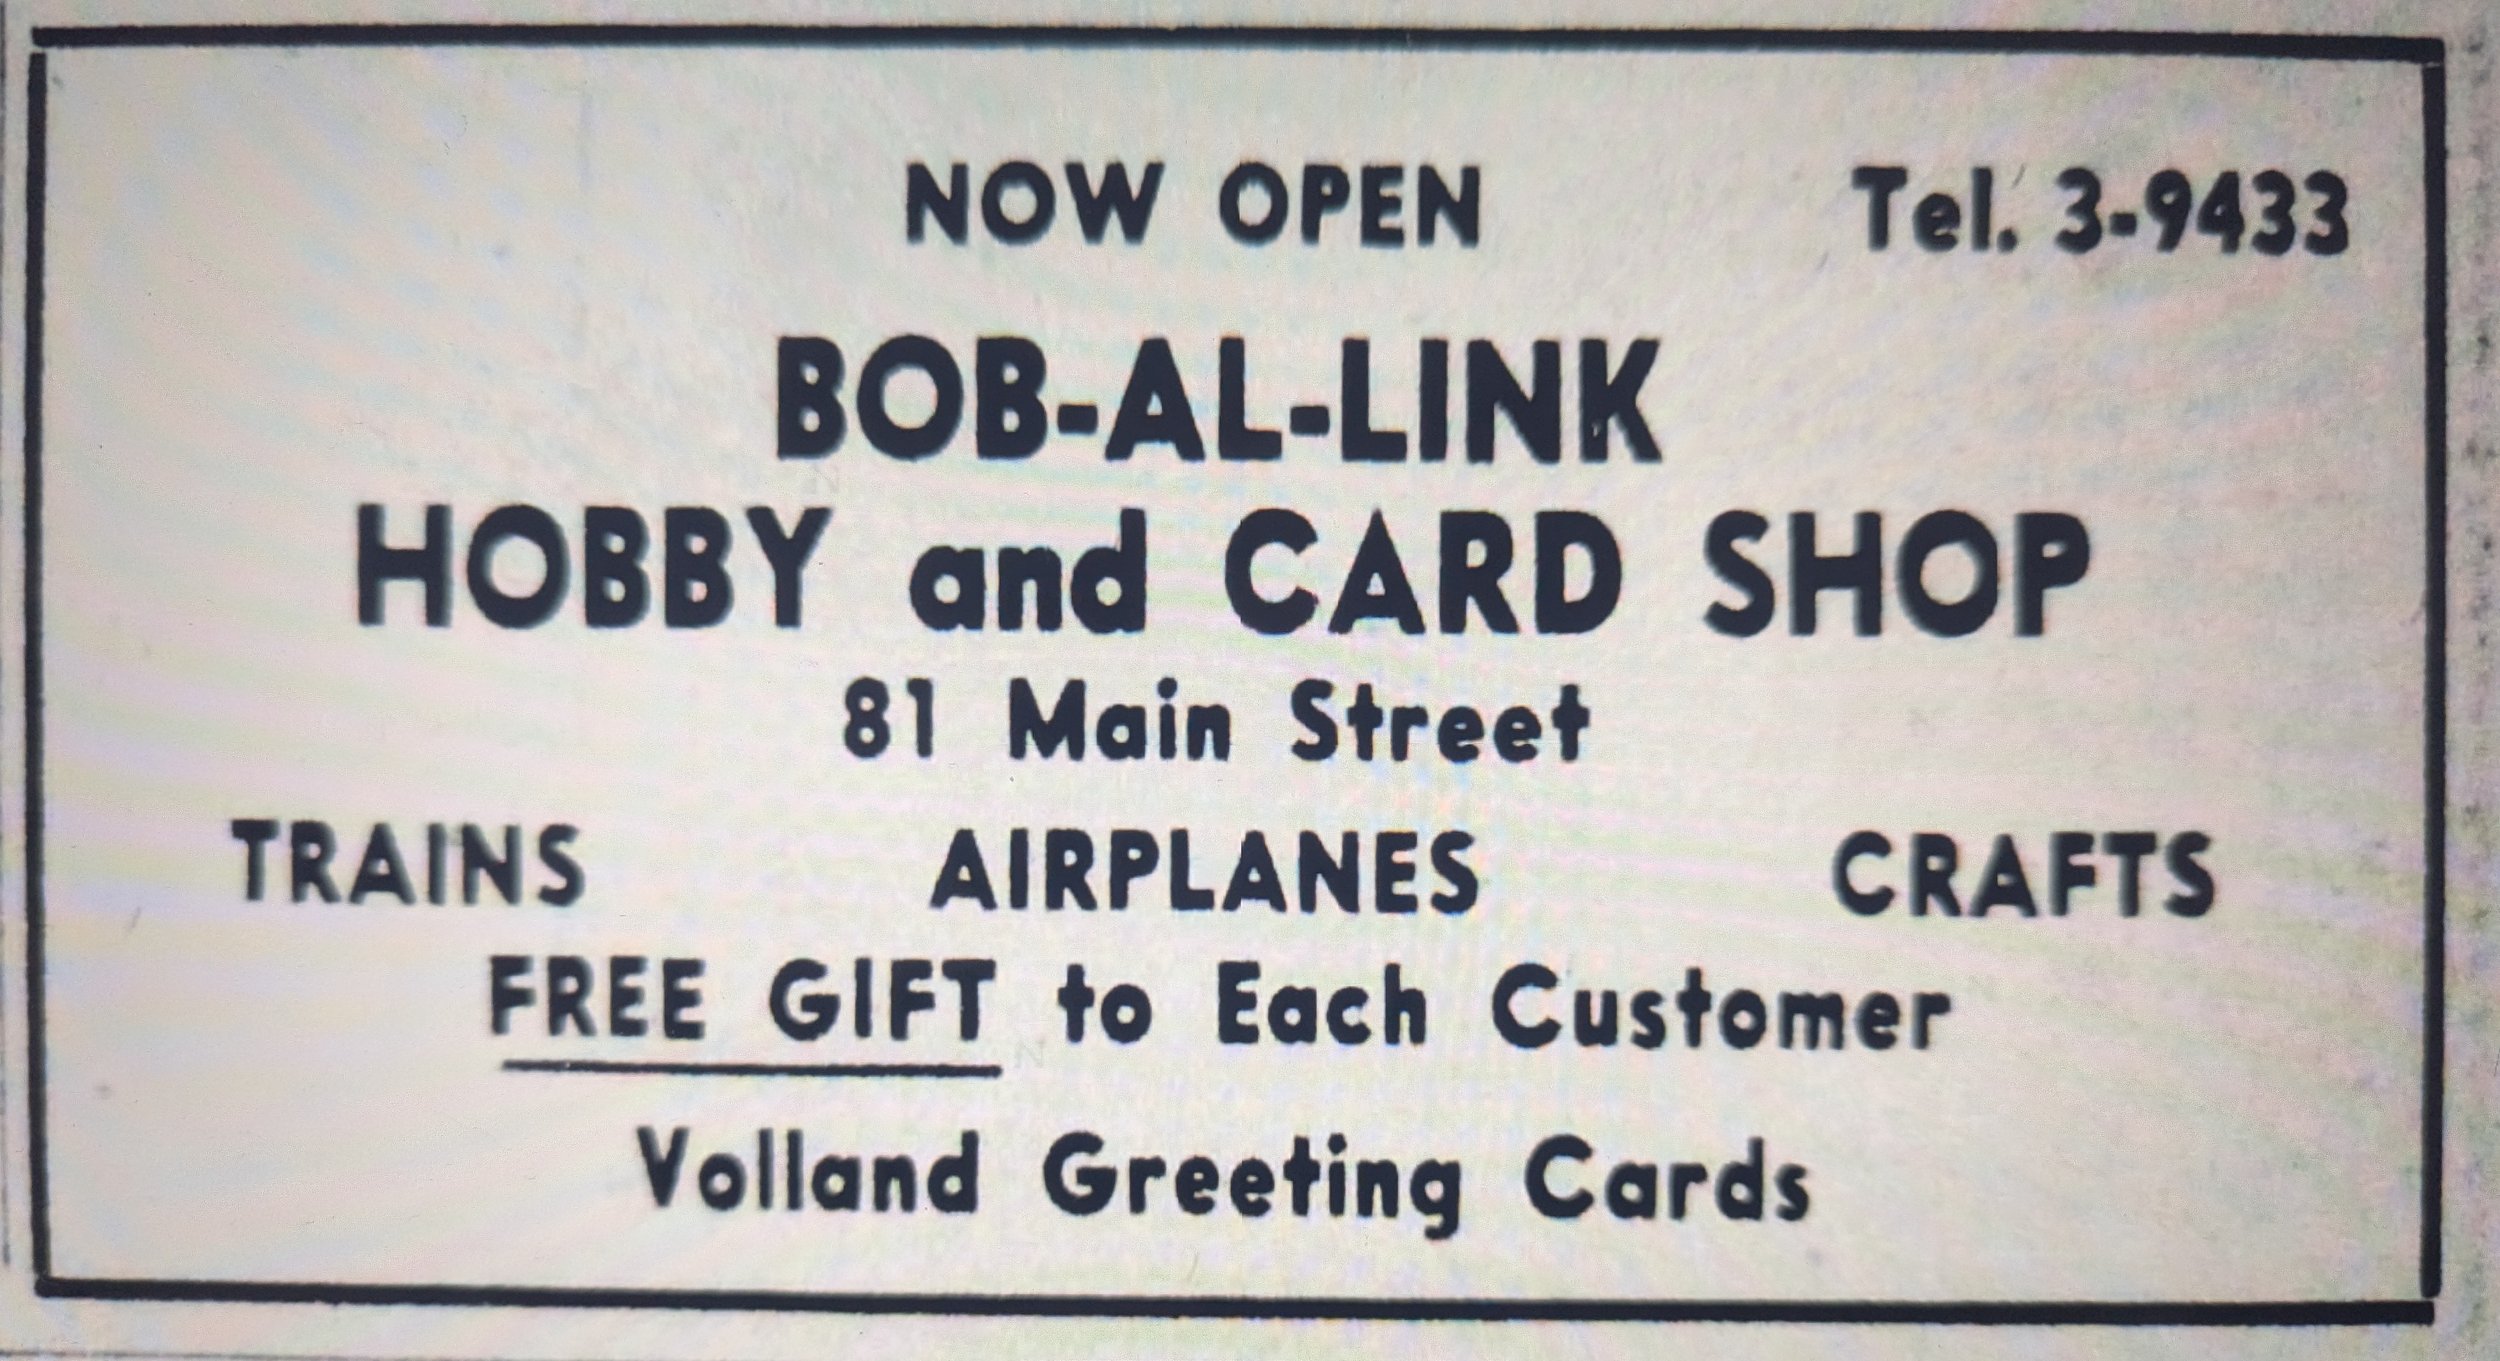 NOW OPEN Tel. 3-9433
BOB-AL-LINK
HOBBY and CARD SHOP
81 Main Street
TRAINS AIRPLANES CRAFTS
FREE GIFT to Each Customer
Volland Greeting Cards